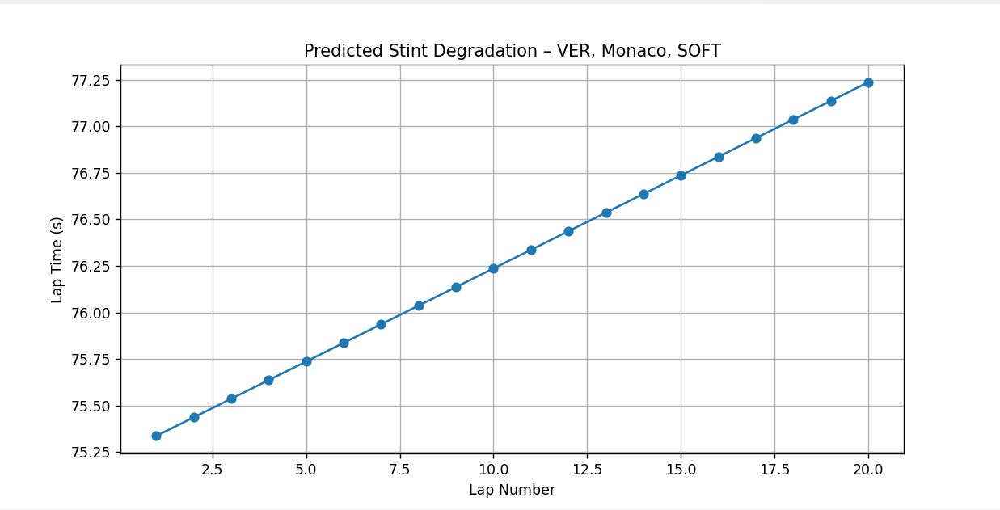 Predicted Stint Degradation – VER, Monaco, SOFT
77.25
77.00
76.75
76.50
76.25
76.00
75.75
75.50
75.25
Lap Time (s)
2.5 5.0 7.5 10.0 12.5 15.0 17.5 20.0
Lap Number